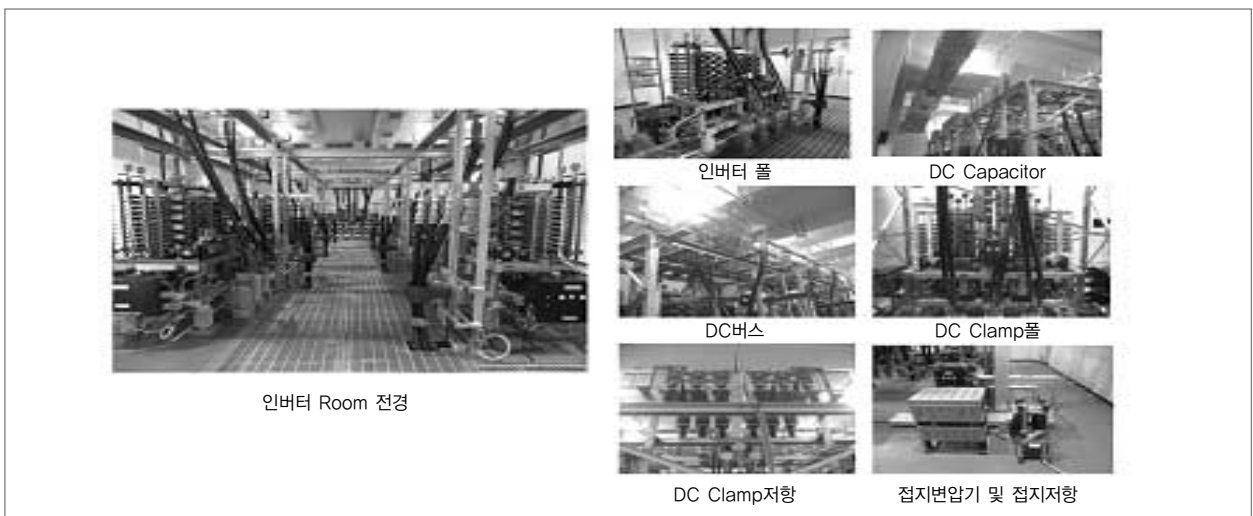 인버터 폴
DC Capacitor
DC버스
DC Clamp폴
인버터 Room 전경
DC Clamp저항
접지변압기 및 접지저항